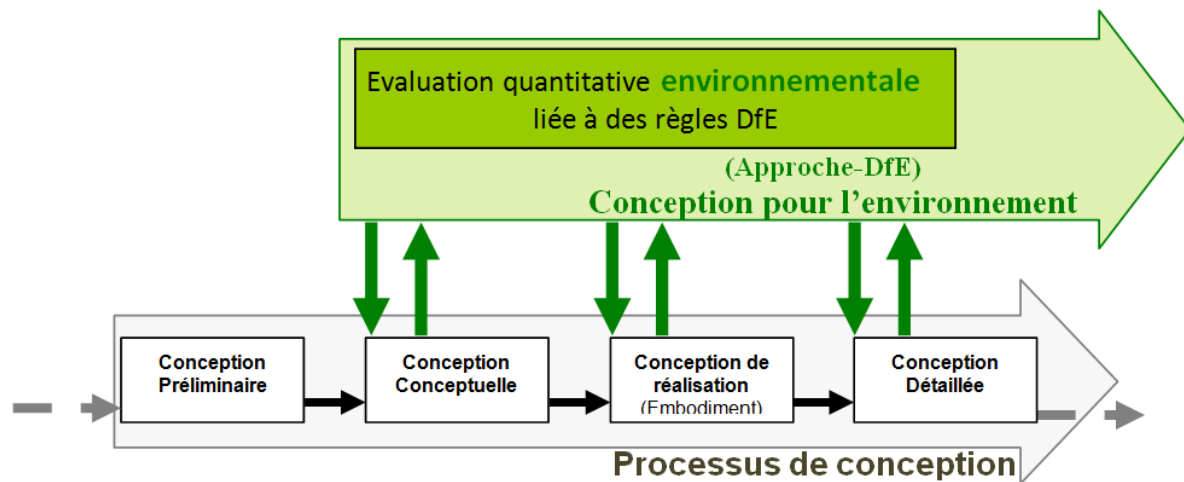 Evaluation quantitative environnementale
liée à des règles DfE
(Approche-DfE)
Conception pour l’environnement
Conception
Préliminaire
Conception
Conceptuelle
Conception de
réalisation
(Embodiment)
Conception
Détaillée
Processus de conception